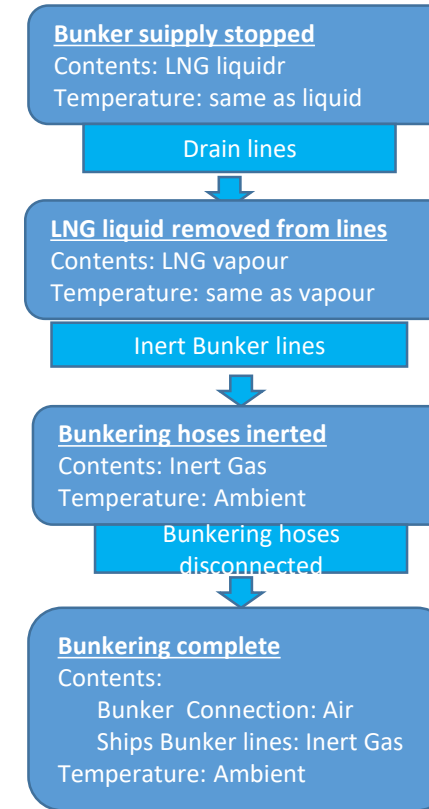 Bunker suipply stopped
Contents: LNG liquidr
Temperature: same as liquid
Drain lines
LNG liquid removed from lines
Contents: LNG vapour
Temperature: same as vapour
Inert Bunker lines
Bunkering hoses inerted
Contents: Inert Gas
Temperature: Ambient
Bunkering hoses
disconnected
Bunkering complete
Contents:
Bunker Connection: Air
Ships Bunker lines: Inert Gas
Temperature: Ambient